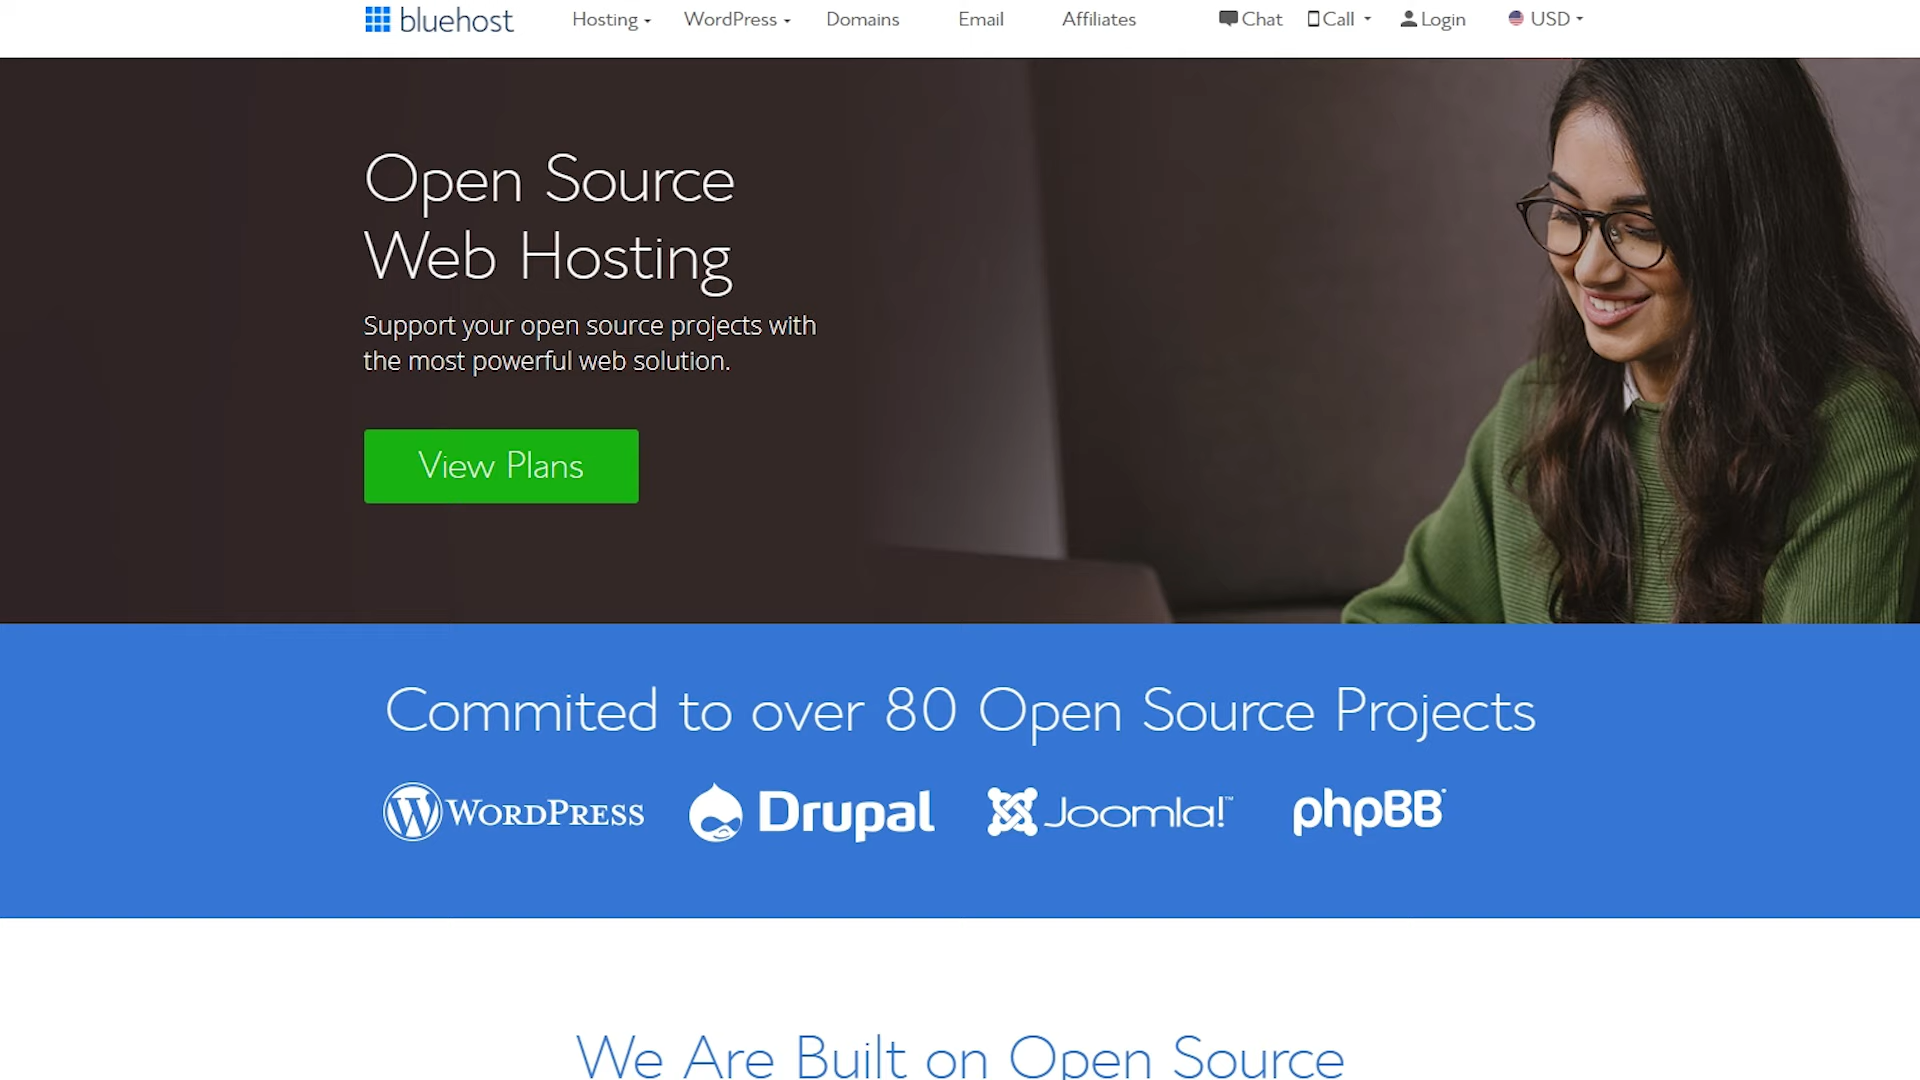 bluehost Hosting WordPress Domains Email Affiliates Chat Call Login USD
Open Source
Web Hosting
Support your open source projects with
the most powerful web solution.
View Plans
Commited to over 80 Open Source Projects
WORDPRESS Drupal Joomla!™ phpBB
We Are Built on Open Source